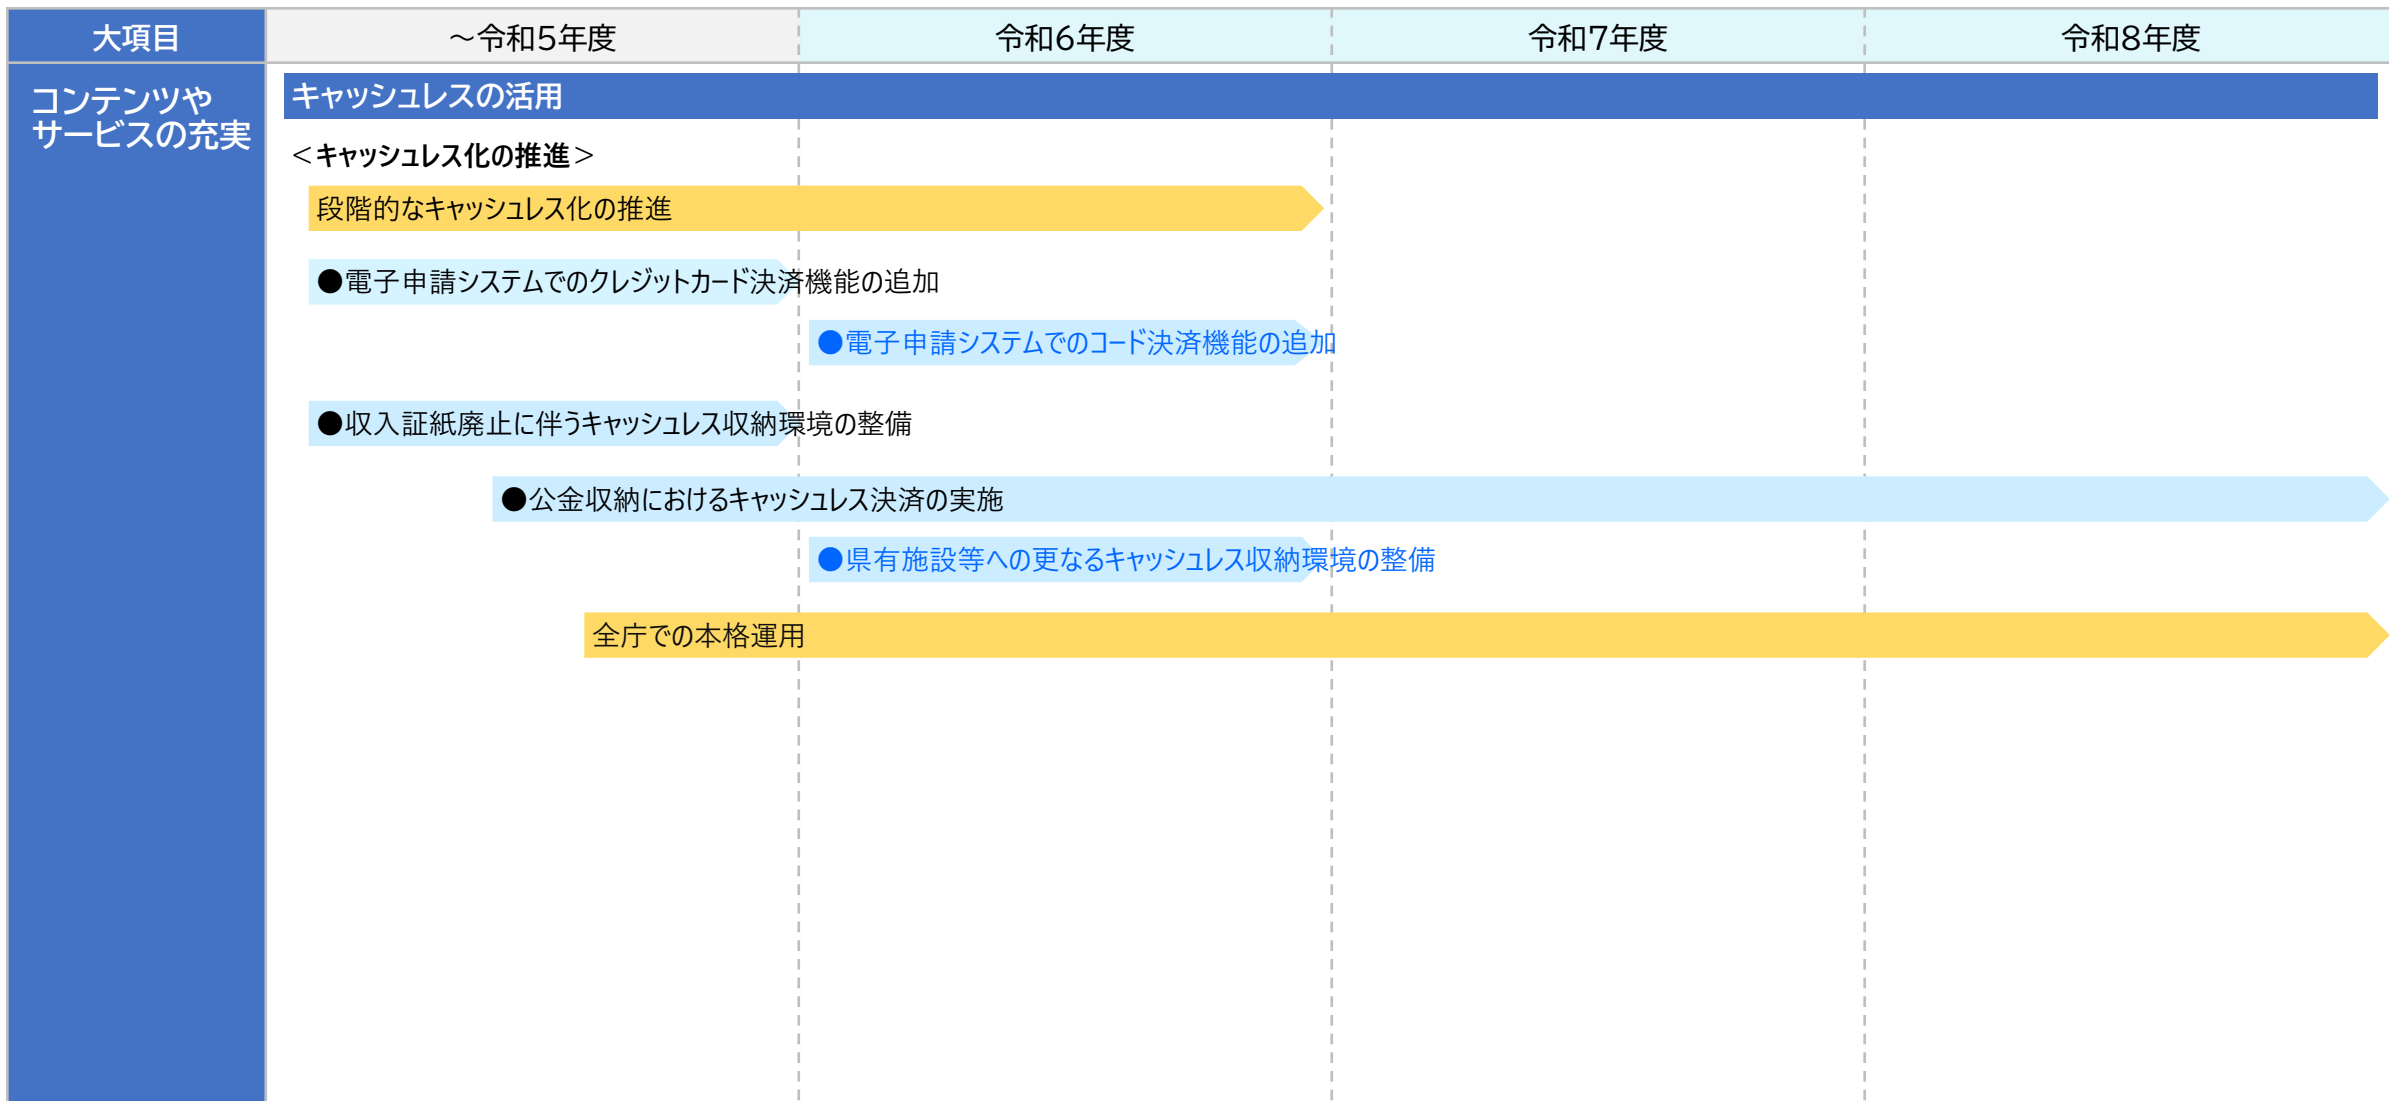 大項目
～令和5年度
令和6年度
令和7年度
令和8年度
コンテンツや
サービスの充実
キャッシュレスの活用
＜キャッシュレス化の推進＞
段階的なキャッシュレス化の推進
●電子申請システムでのクレジットカード決済機能の追加
●電子申請システムでのコード決済機能の追加
●収入証紙廃止に伴うキャッシュレス収納環境の整備
●公金収納におけるキャッシュレス決済の実施
●県有施設等への更なるキャッシュレス収納環境の整備
全庁での本格運用